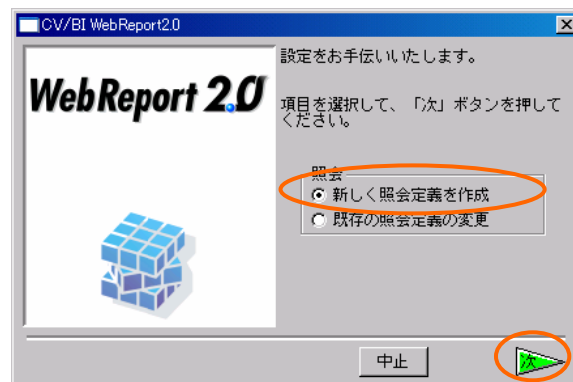 CV/BI WebReport2.0
WebReport 2.0
設定をお手伝いいたします。
項目を選択して、「次」ボタンを押して
ください。
照会
新しく照会定義を作成
既存の照会定義の変更
中止
次